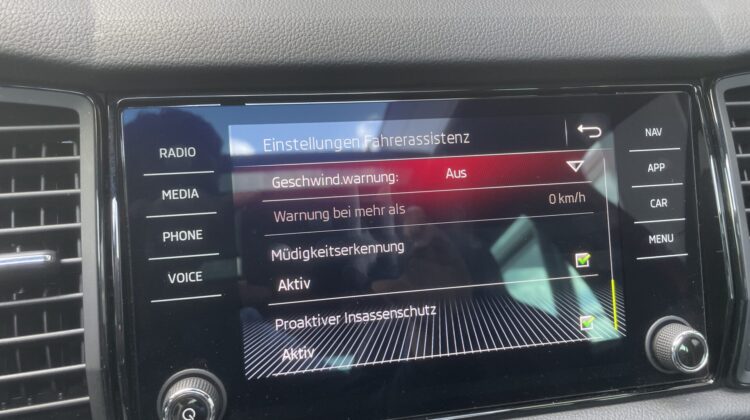 RADIO
MEDIA
PHONE
VOICE
Einstellungen Fahrerassistenz
Geschwind.warnung: Aus
Warnung bei mehr als 0 km/h
Müdigkeitserkennung
Aktiv
Proaktiver Insassenschutz
Aktiv
NAV
APP
CAR
MENU